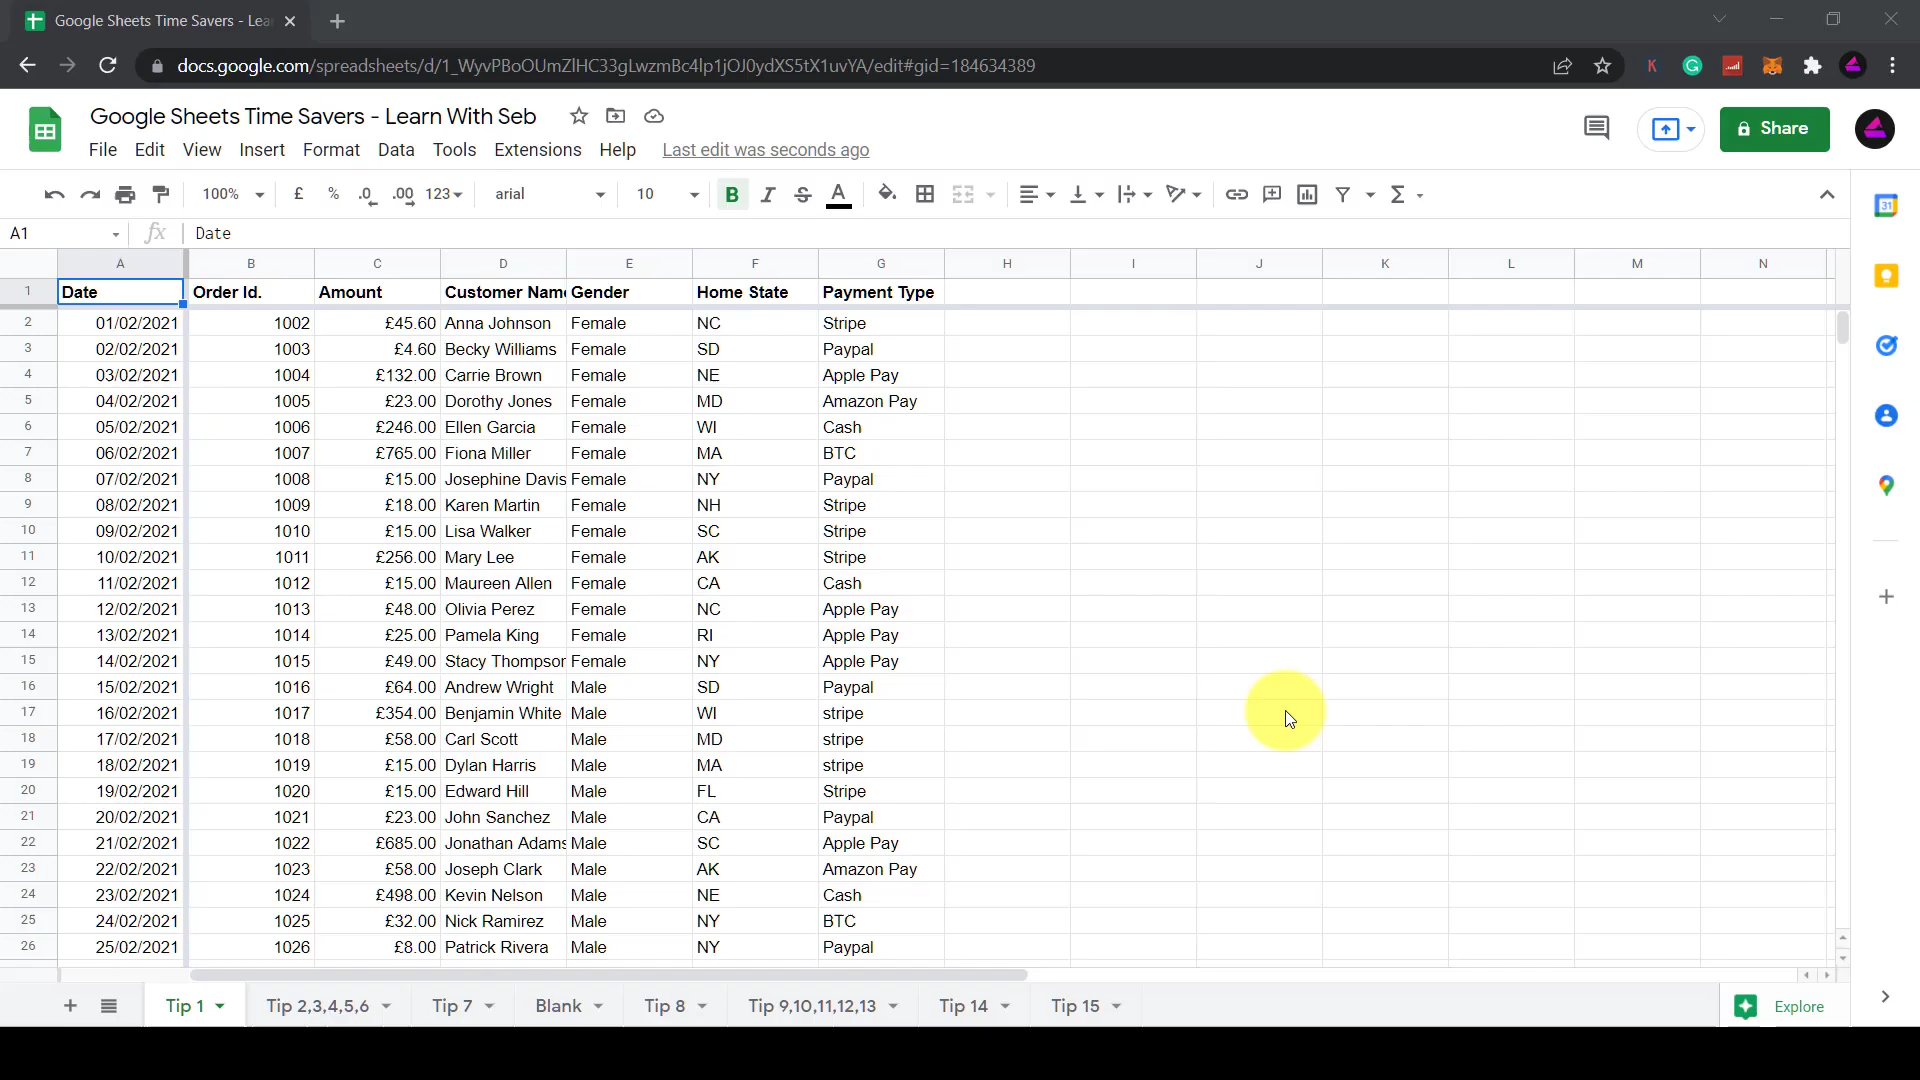 Google Sheets Time Savers - Lea
docs.google.com/spreadsheets/d/1_WyvPBoOUmZlHC33gLwzmBc4lp1jOJ0ydXS5tX1uvYA/edit#gid=184634389
Google Sheets Time Savers - Learn With Seb
Share
File Edit View Insert Format Data Tools Extensions Help Last edit was seconds ago
100% £ % .0 .00 123 arial 10 B I S A Σ
31
A1 fx Date
A B C D E F G H I J K L M N
1 Date Order Id. Amount Customer Name Gender Home State Payment Type
2 01/02/2021 1002 £45.60 Anna Johnson Female NC Stripe
3 02/02/2021 1003 £4.60 Becky Williams Female SD Paypal
4 03/02/2021 1004 £132.00 Carrie Brown Female NE Apple Pay
5 04/02/2021 1005 £23.00 Dorothy Jones Female MD Amazon Pay
6 05/02/2021 1006 £246.00 Ellen Garcia Female WI Cash
7 06/02/2021 1007 £765.00 Fiona Miller Female MA BTC
8 07/02/2021 1008 £15.00 Josephine Davis Female NY Paypal
9 08/02/2021 1009 £18.00 Karen Martin Female NH Stripe
10 09/02/2021 1010 £15.00 Lisa Walker Female SC Stripe
11 10/02/2021 1011 £256.00 Mary Lee Female AK Stripe
12 11/02/2021 1012 £15.00 Maureen Allen Female CA Cash
13 12/02/2021 1013 £48.00 Olivia Perez Female NC Apple Pay
14 13/02/2021 1014 £25.00 Pamela King Female RI Apple Pay
15 14/02/2021 1015 £49.00 Stacy Thompson Female NY Apple Pay
16 15/02/2021 1016 £64.00 Andrew Wright Male SD Paypal
17 16/02/2021 1017 £354.00 Benjamin White Male WI stripe
18 17/02/2021 1018 £58.00 Carl Scott Male MD stripe
19 18/02/2021 1019 £15.00 Dylan Harris Male MA stripe
20 19/02/2021 1020 £15.00 Edward Hill Male FL Stripe
21 20/02/2021 1021 £23.00 John Sanchez Male CA Paypal
22 21/02/2021 1022 £685.00 Jonathan Adams Male SC Apple Pay
23 22/02/2021 1023 £58.00 Joseph Clark Male AK Amazon Pay
24 23/02/2021 1024 £498.00 Kevin Nelson Male NE Cash
25 24/02/2021 1025 £32.00 Nick Ramirez Male NY BTC
26 25/02/2021 1026 £8.00 Patrick Rivera Male NY Paypal
Tip 1 Tip 2,3,4,5,6 Tip 7 Blank Tip 8 Tip 9,10,11,12,13 Tip 14 Tip 15 Explore